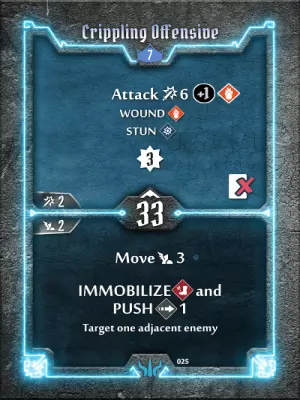 Crippling Offensive
7
Attack 6 +1
WOUND
STUN
3
2
33
2
Move 3
IMMOBILIZE and
PUSH 1
Target one adjacent enemy
025